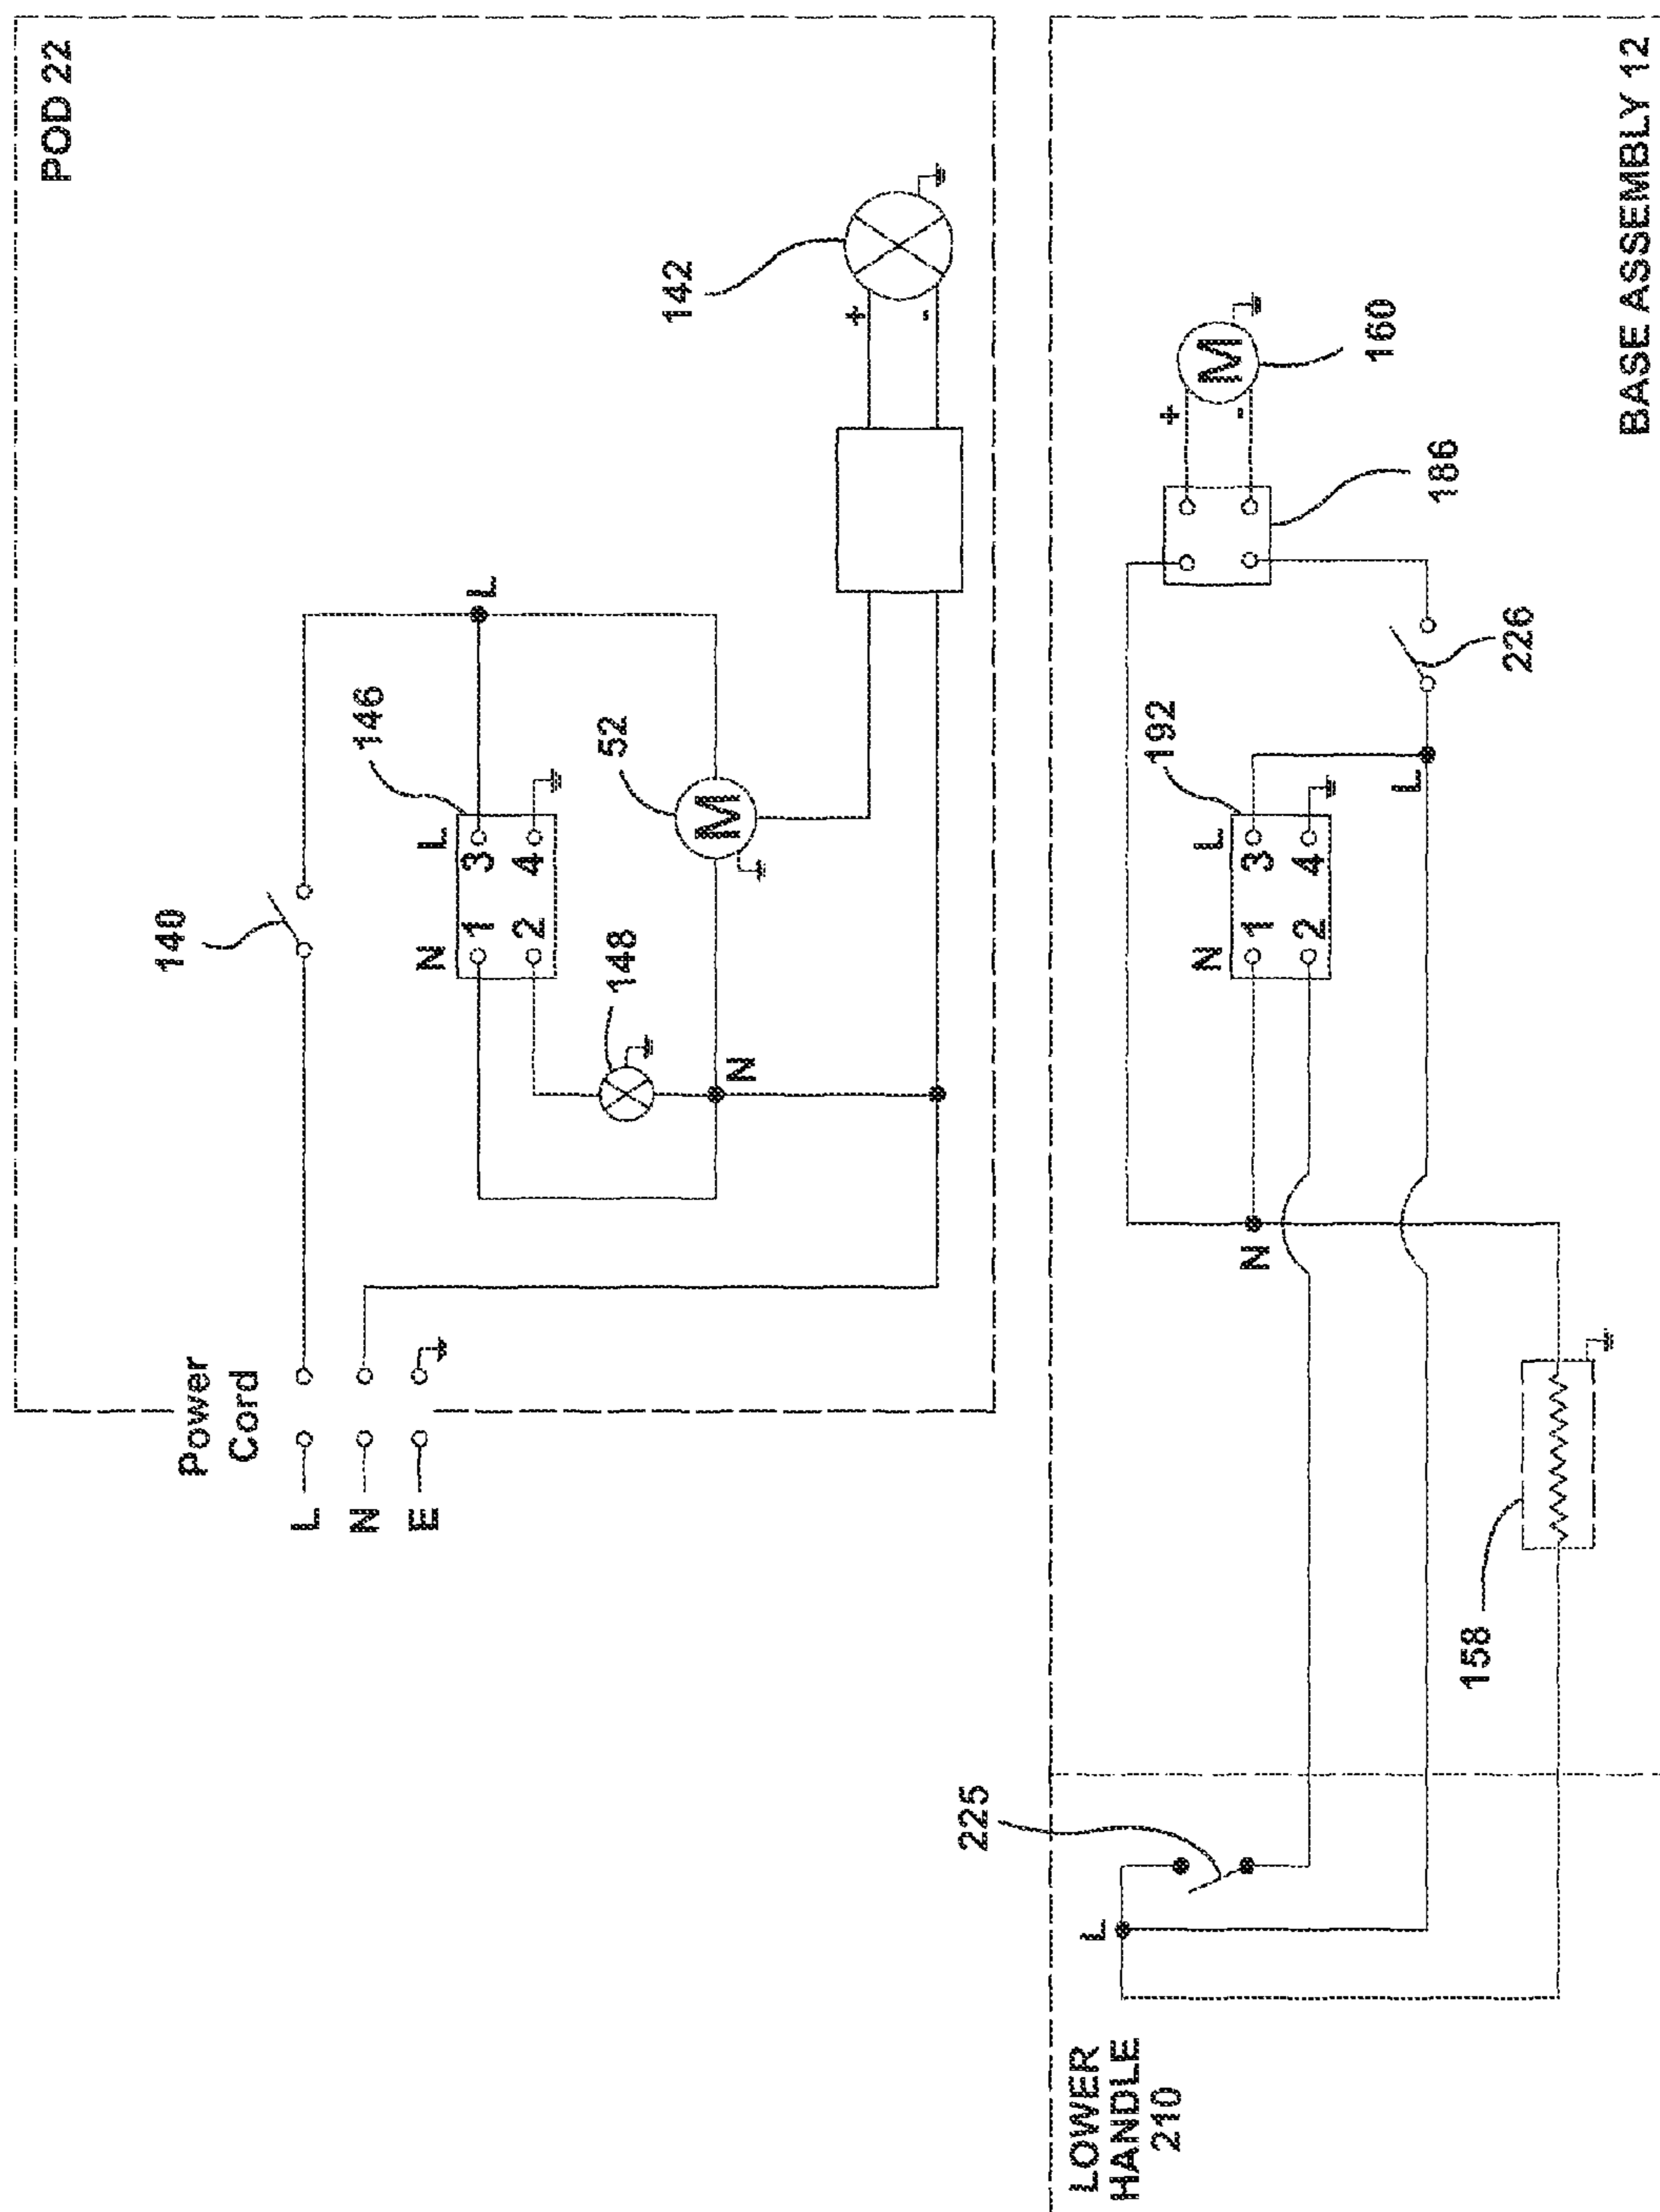 POD 22
Power
Cord
L
N
E
140
146
N
L
1
3
2
4
148
52
L
N
142
+
-
BASE ASSEMBLY 12
192
N
L
1
3
2
4
N
L
226
186
+
-
M
160
M
158
225
L
LOWER
HANDLE
210